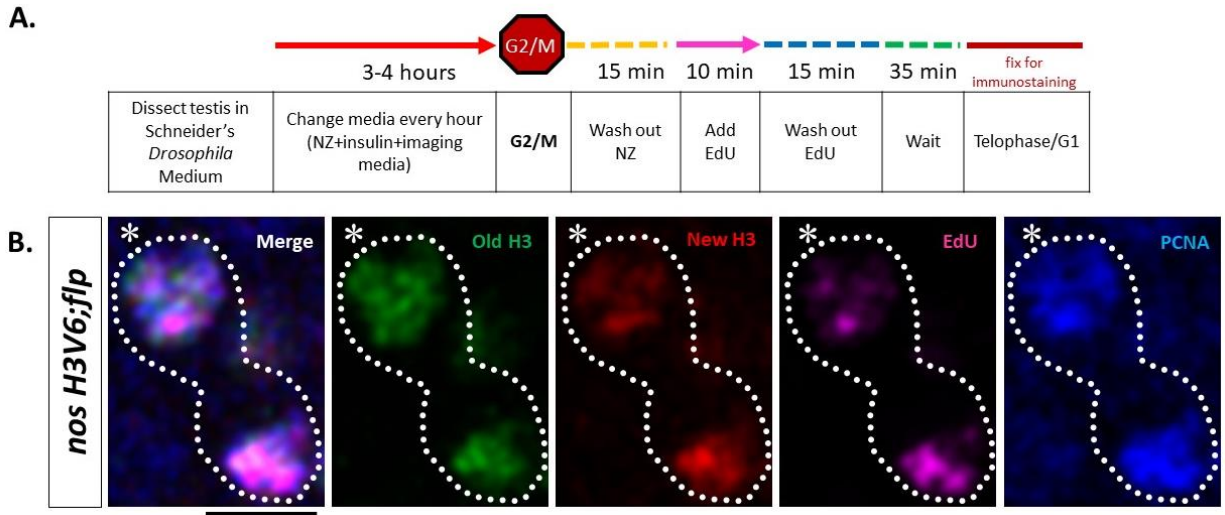 A.
G2/M
3-4 hours
15 min
10 min
15 min
35 min
fix for
immunostaining
Dissect testis in
Schneider's
Drosophila
Medium
Change media every hour
(NZ+insulin+imaging
media)
G2/M
Wash out
NZ
Add
EdU
Wash out
EdU
Wait
Telophase/G1
B.
nos H3V6;flp
* Merge
* Old H3
* New H3
* EdU
* PCNA